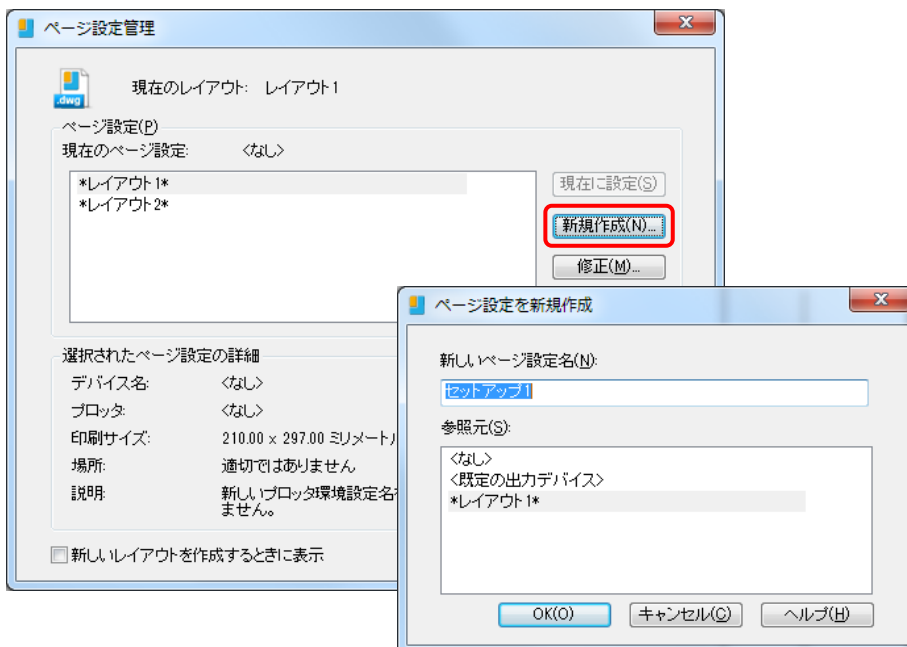 ページ設定管理
.dwg
現在のレイアウト: レイアウト1
ページ設定(P)
現在のページ設定: <なし>
*レイアウト1*
*レイアウト2*
現在に設定(S)
新規作成(N)...
修正(M)...
選択されたページ設定の詳細
デバイス名: <なし>
プロッタ: <なし>
印刷サイズ: 210.00 x 297.00 ミリメート
場所: 適切ではありません
説明: 新しいプロッタ環境設定名
ません。
新しいレイアウトを作成するときに表示
ページ設定を新規作成
新しいページ設定名(N):
セットアップ1
参照元(S):
<なし>
<既定の出力デバイス>
*レイアウト1*
OK(O)
キャンセル(C)
ヘルプ(H)